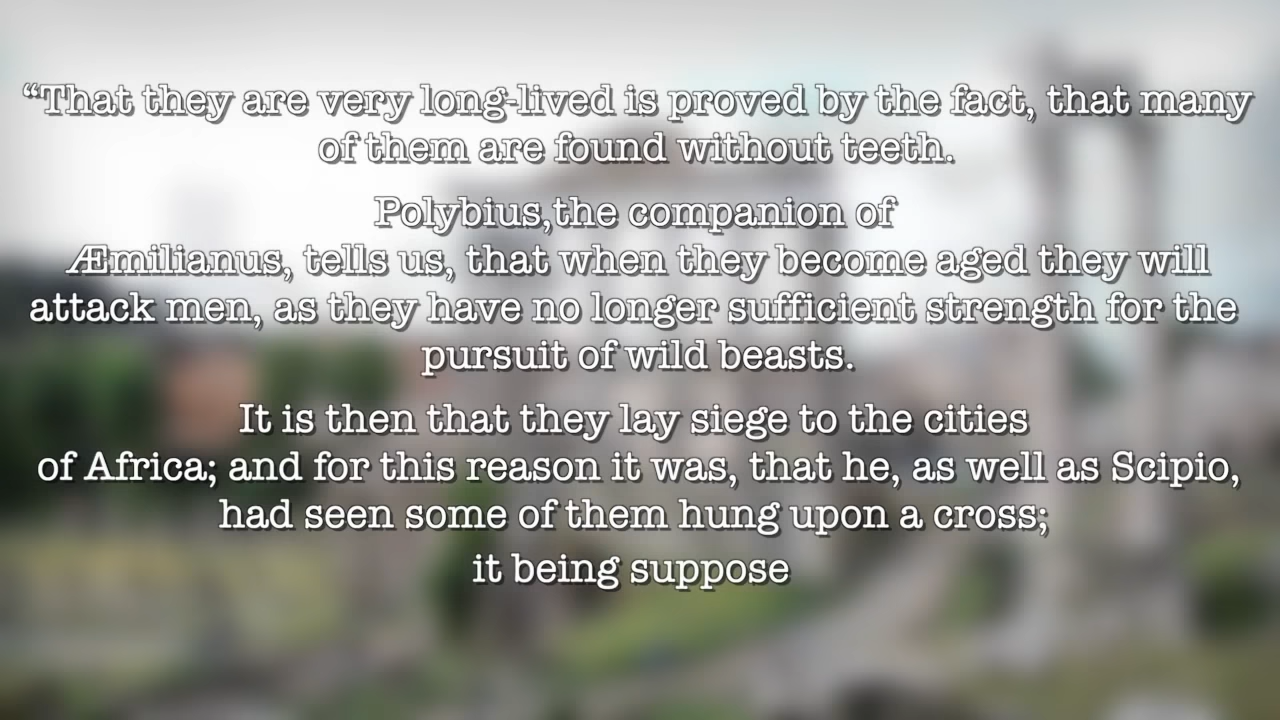 “That they are very long-lived is proved by the fact, that many
of them are found without teeth.
Polybius,the companion of
Æmilianus, tells us, that when they become aged they will
attack men, as they have no longer sufficient strength for the
pursuit of wild beasts.
It is then that they lay siege to the cities
of Africa; and for this reason it was, that he, as well as Scipio,
had seen some of them hung upon a cross;
it being suppose